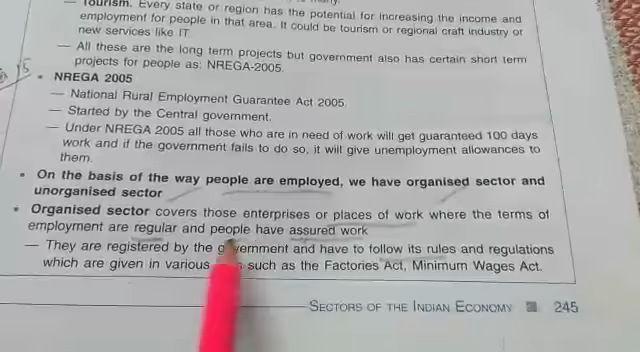 — Tourism. Every state or region has the potential for increasing the income and
employment for people in that area. It could be tourism or regional craft industry or
new services like IT.
— All these are the long term projects but government also has certain short term
projects for people as: NREGA-2005.
• NREGA 2005
— National Rural Employment Guarantee Act 2005.
— Started by the Central government.
— Under NREGA 2005 all those who are in need of work will get guaranteed 100 days
work and if the government fails to do so, it will give unemployment allowances to
them.
• On the basis of the way people are employed, we have organised sector and
unorganised sector
• Organised sector covers those enterprises or places of work where the terms of
employment are regular and people have assured work
— They are registered by the government and have to follow its rules and regulations
which are given in various such as the Factories Act, Minimum Wages Act.
SECTORS OF THE INDIAN ECONOMY 245